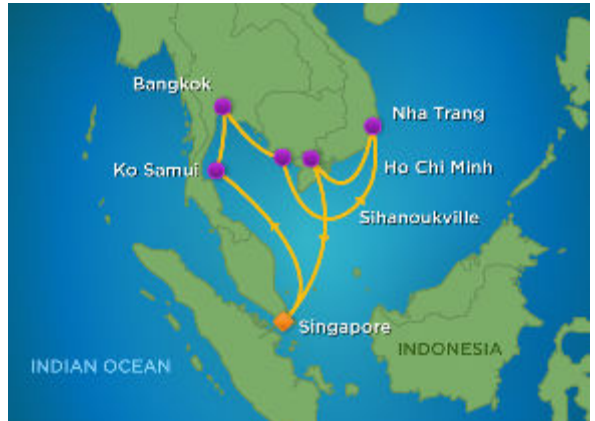 Bangkok
Nha Trang
Ko Samui
Ho Chi Minh
Sihanoukville
Singapore
INDONESIA
INDIAN OCEAN